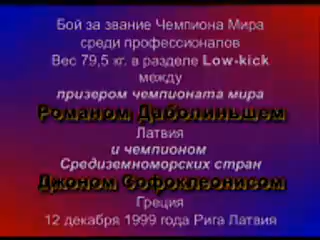 Бой за звание Чемпиона Мира
среди профессионалов
Вес 79,5 кг. в разделе Low-kick
между
призером чемпионата мира
Романом Даболиньшем
Латвия
и чемпионом
Средиземноморских стран
Джоном Софоклеонисом
Греция
12 декабря 1999 года Рига Латвия